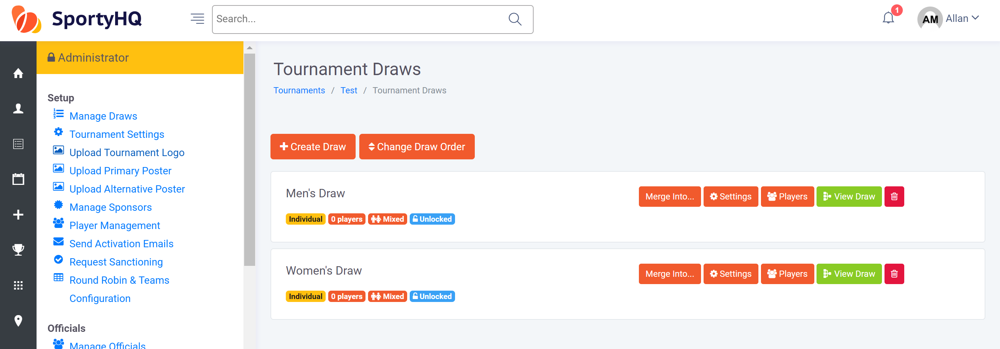 SportyHQ
Search...
1
AM Allan
Administrator
Setup
Manage Draws
Tournament Settings
Upload Tournament Logo
Upload Primary Poster
Upload Alternative Poster
Manage Sponsors
Player Management
Send Activation Emails
Request Sanctioning
Round Robin & Teams
Configuration
Officials
Manage Officials
Tournament Draws
Tournaments / Test / Tournament Draws
Create Draw Change Draw Order
Men's Draw
Merge Into... Settings Players View Draw
Individual 0 players Mixed Unlocked
Women's Draw
Merge Into... Settings Players View Draw
Individual 0 players Mixed Unlocked